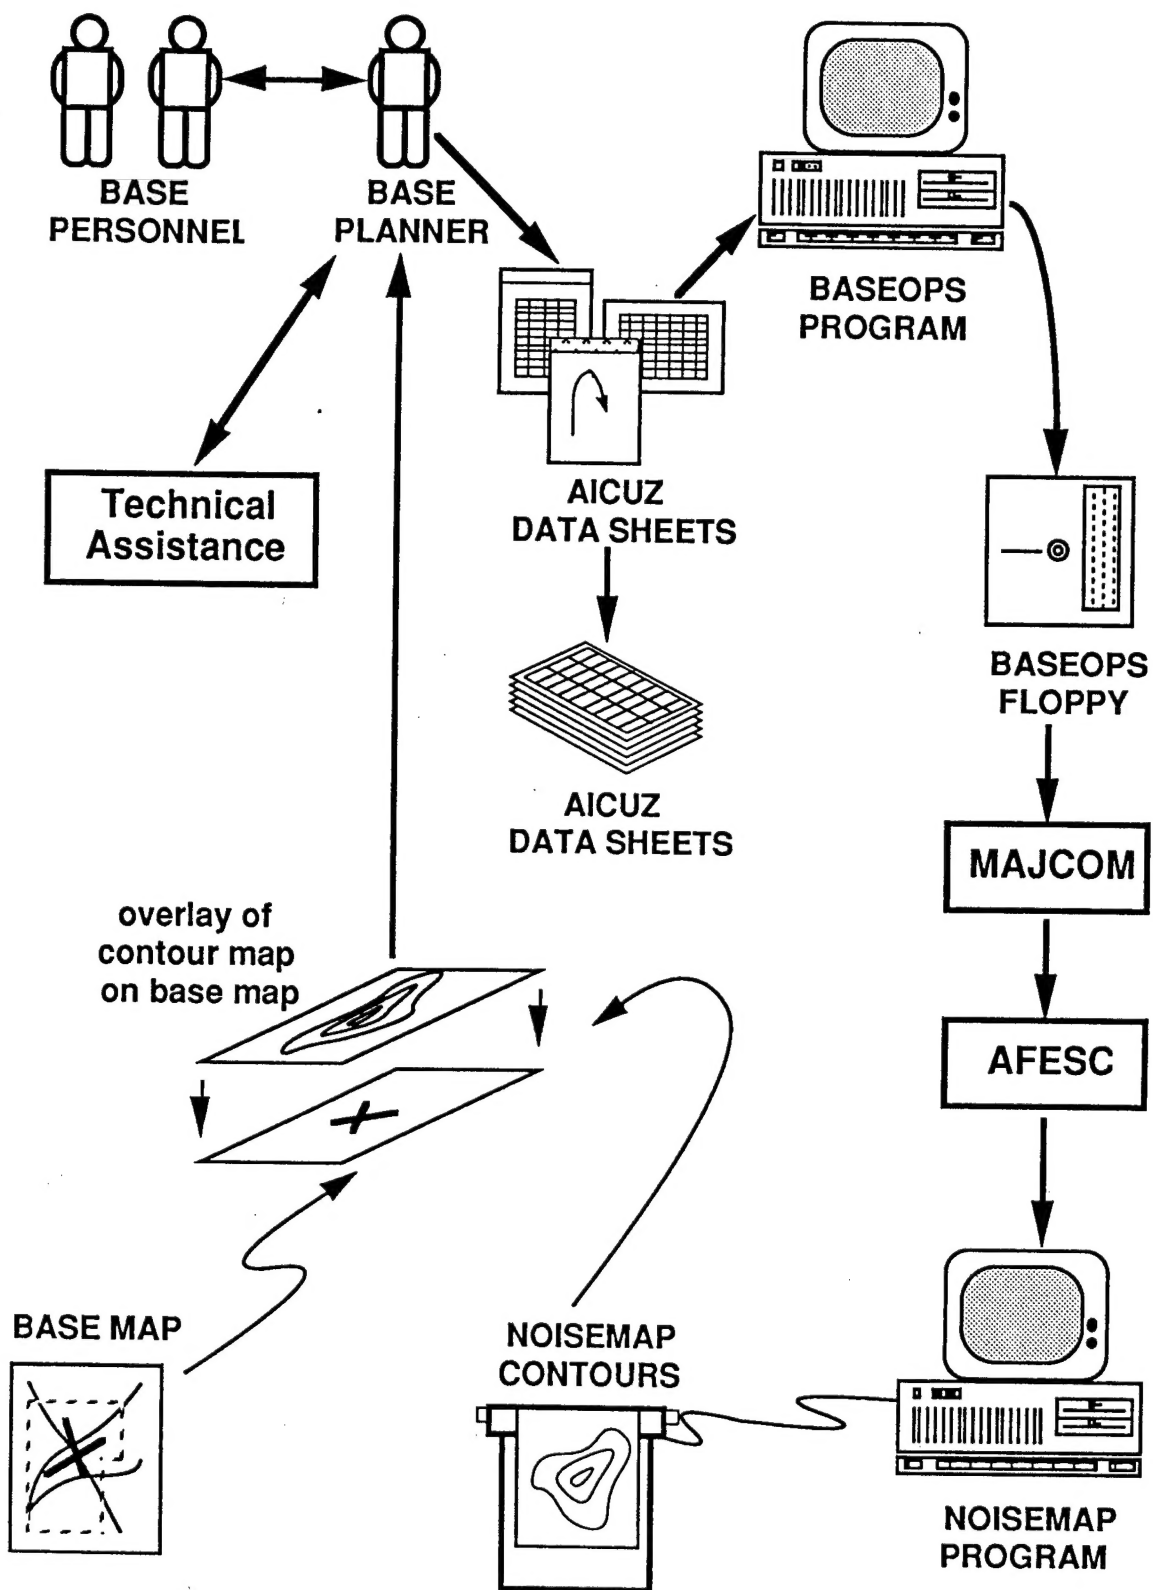 BASE
PERSONNEL
BASE
PLANNER
BASEOPS
PROGRAM
Technical
Assistance
AICUZ
DATA SHEETS
BASEOPS
FLOPPY
AICUZ
DATA SHEETS
MAJCOM
overlay of
contour map
on base map
AFESC
BASE MAP
NOISEMAP
CONTOURS
NOISEMAP
PROGRAM